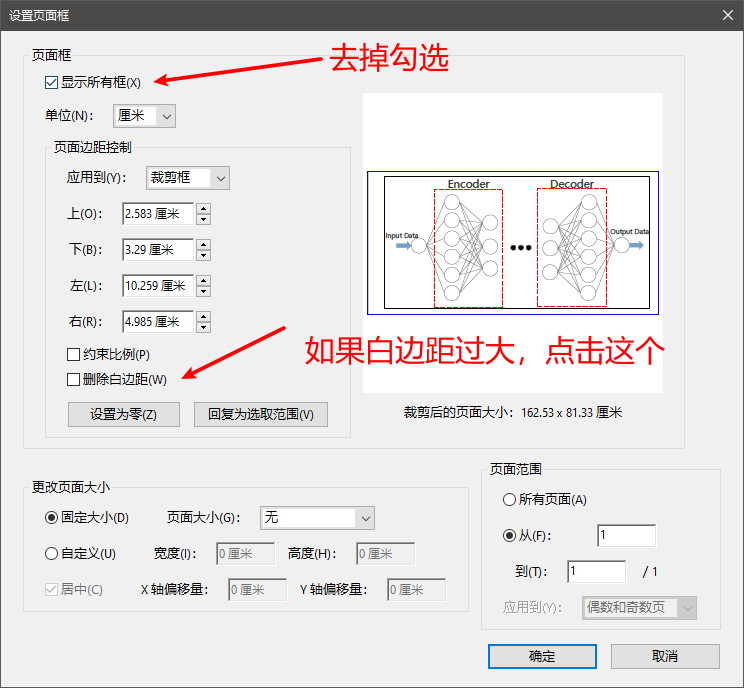 设置页面框
页面框
去掉勾选
显示所有框(X)
单位(N): 厘米
页面边距控制
应用到(Y): 裁剪框
上(O): 2.583 厘米
下(B): 3.29 厘米
左(L): 10.259 厘米
右(R): 4.985 厘米
约束比例(P)
删除白边距(W)
设置为零(Z) 回复为选取范围(V)
Encoder Decoder
Input Data Output Data
如果白边距过大，点击这个
裁剪后的页面大小: 162.53 x 81.33 厘米
更改页面大小
固定大小(D) 页面大小(G): 无
自定义(U) 宽度(I): 0 厘米 高度(H): 0 厘米
居中(C) X 轴偏移量: 0 厘米 Y 轴偏移量: 0 厘米
页面范围
所有页面(A)
从(F): 1
到(T): 1 / 1
应用到(Y): 偶数和奇数页
确定 取消